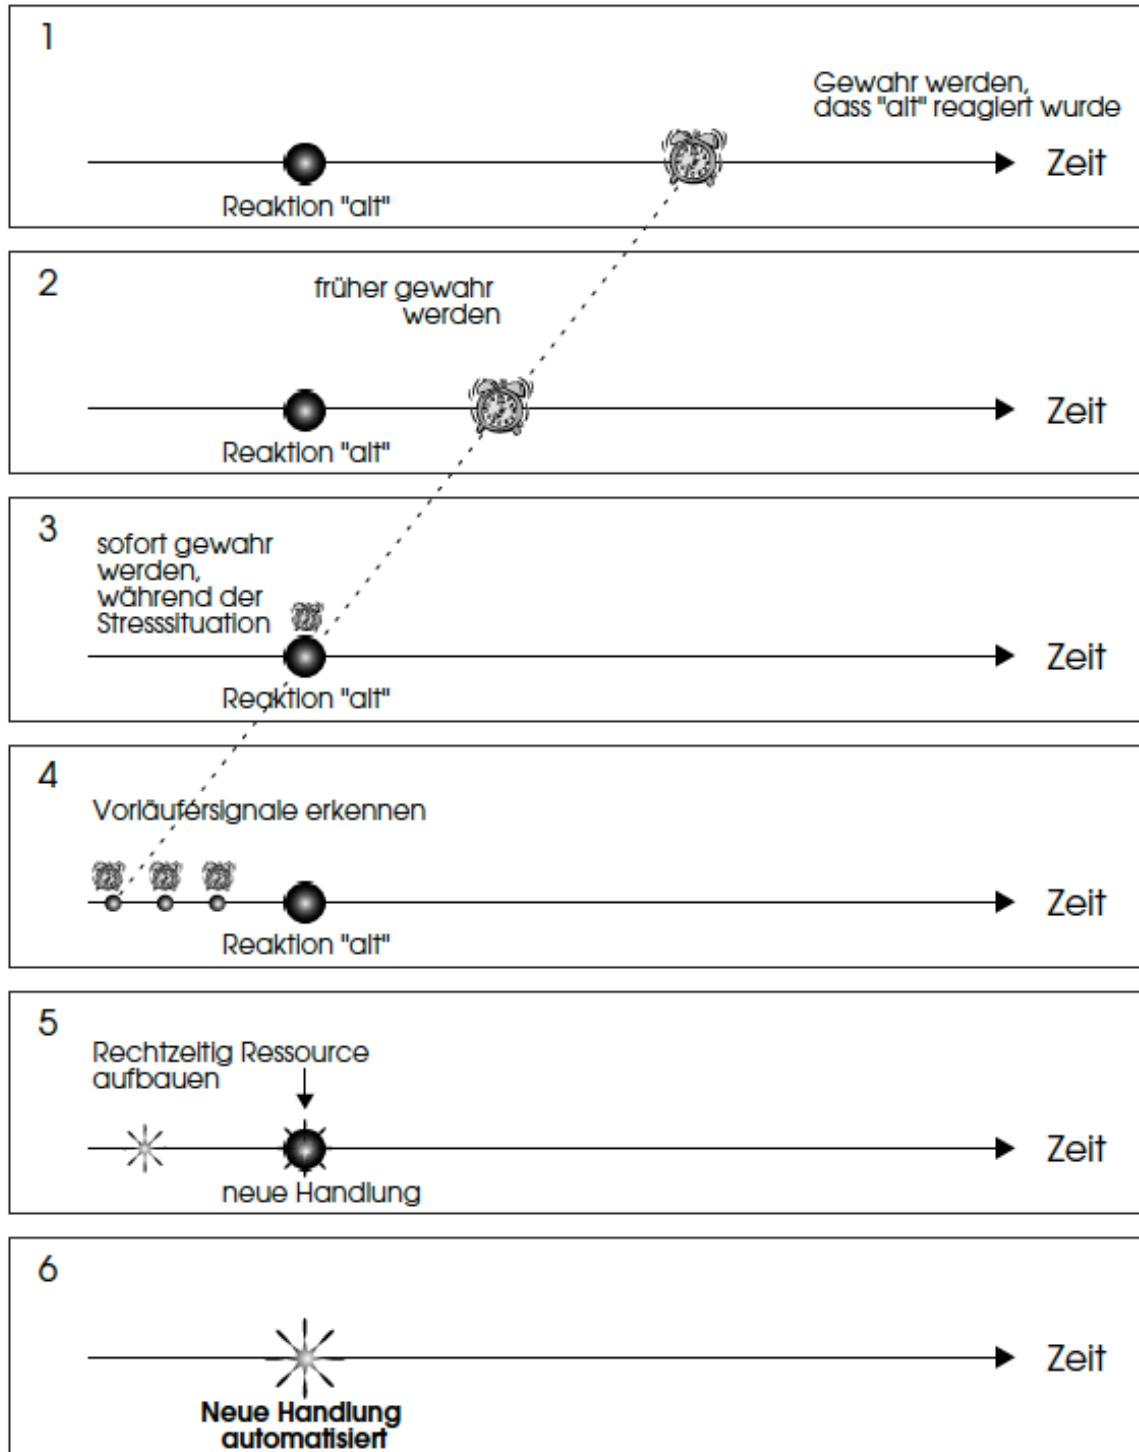 1
Gewahr werden,
dass "alt" reagiert wurde
Zeit
Reaktion "alt"
2
früher gewahr
werden
Zeit
Reaktion "alt"
3
sofort gewahr
werden,
während der
Stresssituation
Zeit
Reaktion "alt"
4
Vorläufersignale erkennen
Zeit
Reaktion "alt"
5
Rechtzeitig Ressource
aufbauen
Zeit
neue Handlung
6
Zeit
Neue Handlung
automatisiert